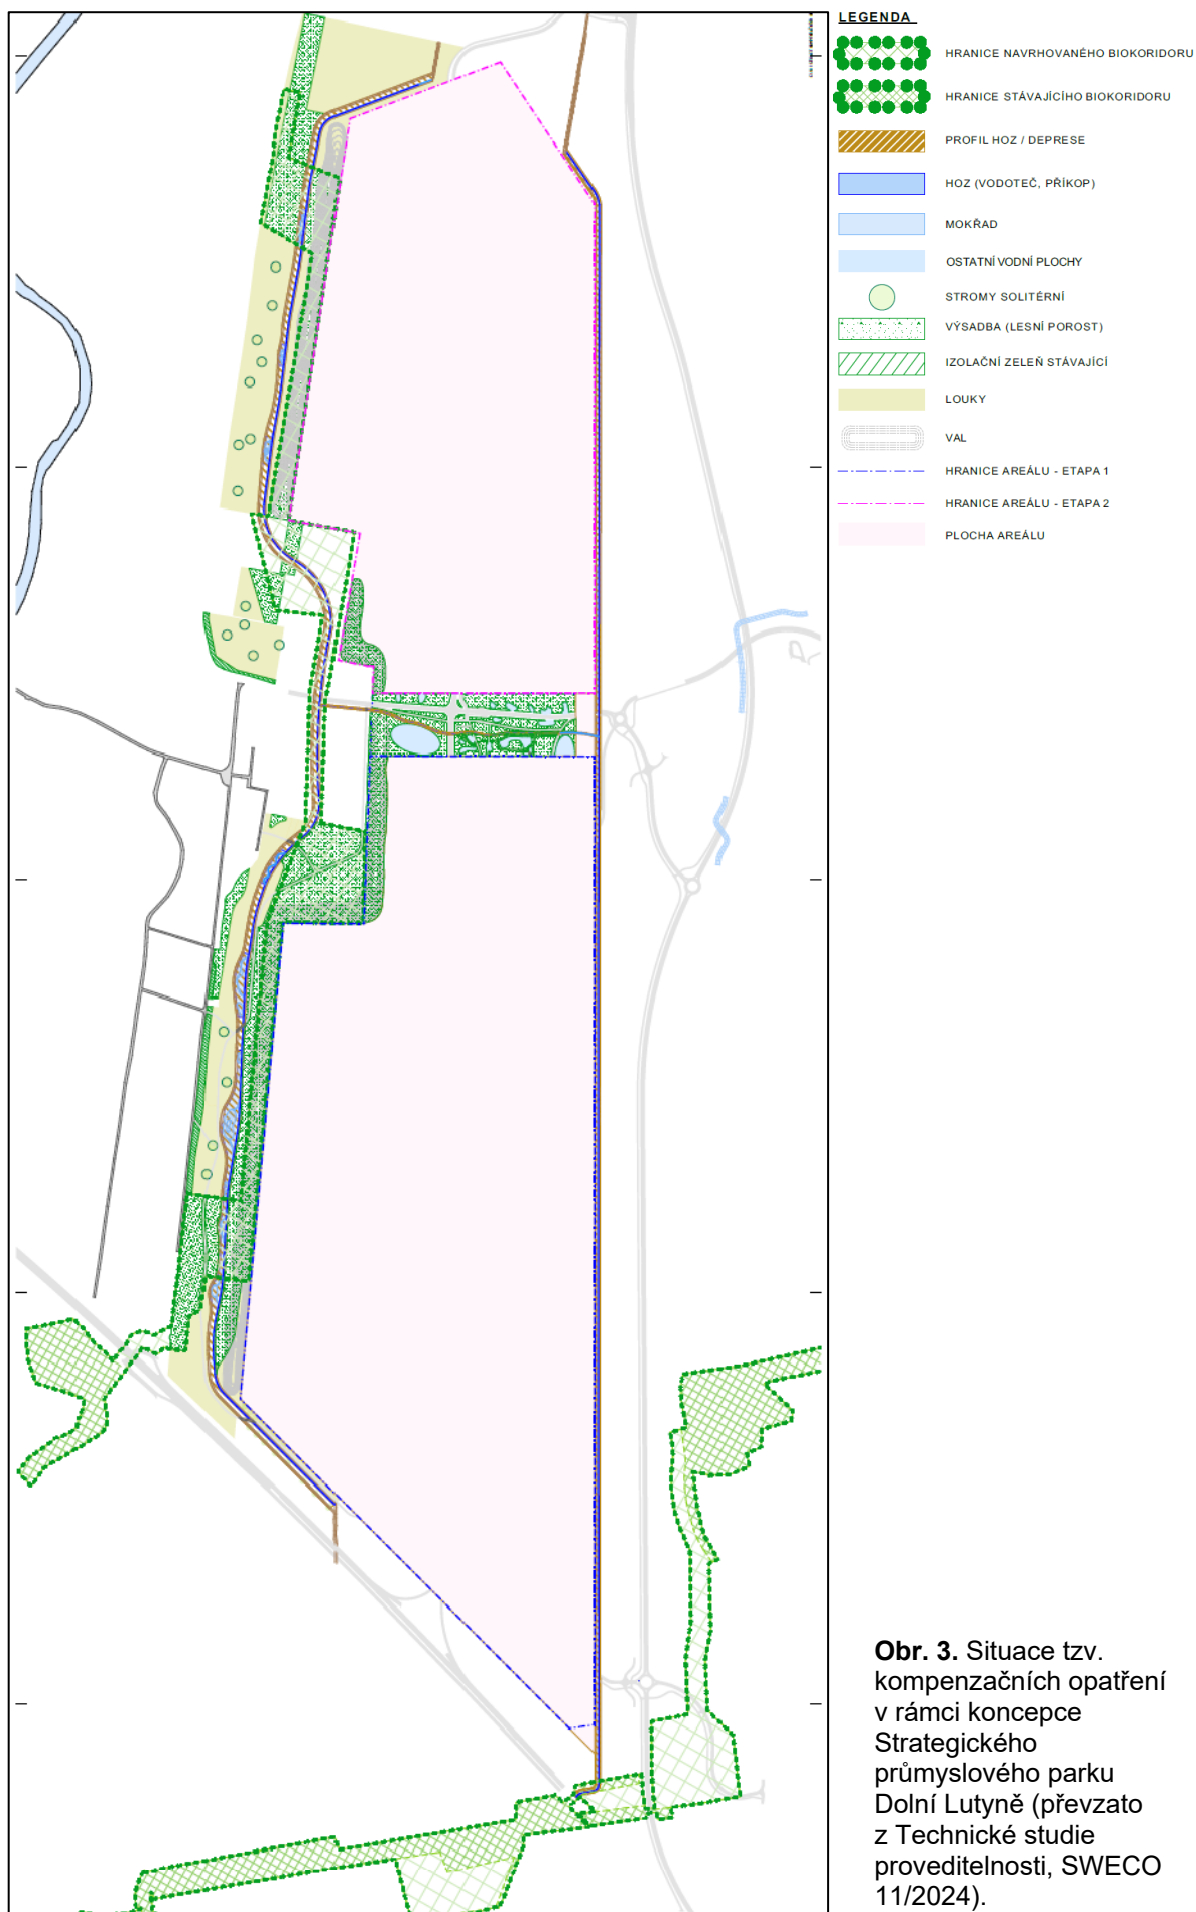 LEGENDA
HRANICE NAVRHOVANÉHO BIOKORIDORU
HRANICE STÁVAJÍCÍHO BIOKORIDORU
PROFIL HOZ / DEPRESE
HOZ (VODOTEČ, PŘÍKOP)
MOKŘAD
OSTATNÍ VODNÍ PLOCHY
STROMY SOLITÉRNÍ
VÝSADBA (LESNÍ POROST)
IZOLAČNÍ ZELEŇ STÁVAJÍCÍ
LOUKY
VAL
HRANICE AREÁLU - ETAPA 1
HRANICE AREÁLU - ETAPA 2
PLOCHA AREÁLU
Obr. 3. Situace tzv.
kompenzačních opatření
v rámci koncepce
Strategického
průmyslového parku
Dolní Lutyně (převzato
z Technické studie
proveditelnosti, SWECO
11/2024).